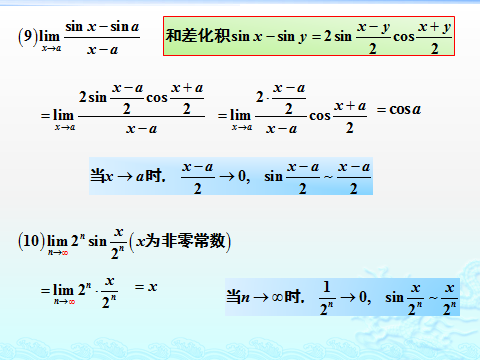 (9) lim_{x→a} (sin x − sin a)/(x − a)
和差化积 sin x − sin y = 2 sin (x − y)/2 cos (x + y)/2
= lim_{x→a} (2 sin (x − a)/2 cos (x + a)/2)/(x − a) = lim_{x→a} (2 · (x − a)/2)/(x − a) cos (x + a)/2 = cos a
当x → a时. (x − a)/2 → 0, sin (x − a)/2 ~ (x − a)/2
(10) lim_{n→∞} 2^n sin x/2^n (x为非零常数)
= lim_{n→∞} 2^n · x/2^n = x
当n → ∞时. 1/2^n → 0, sin x/2^n ~ x/2^n